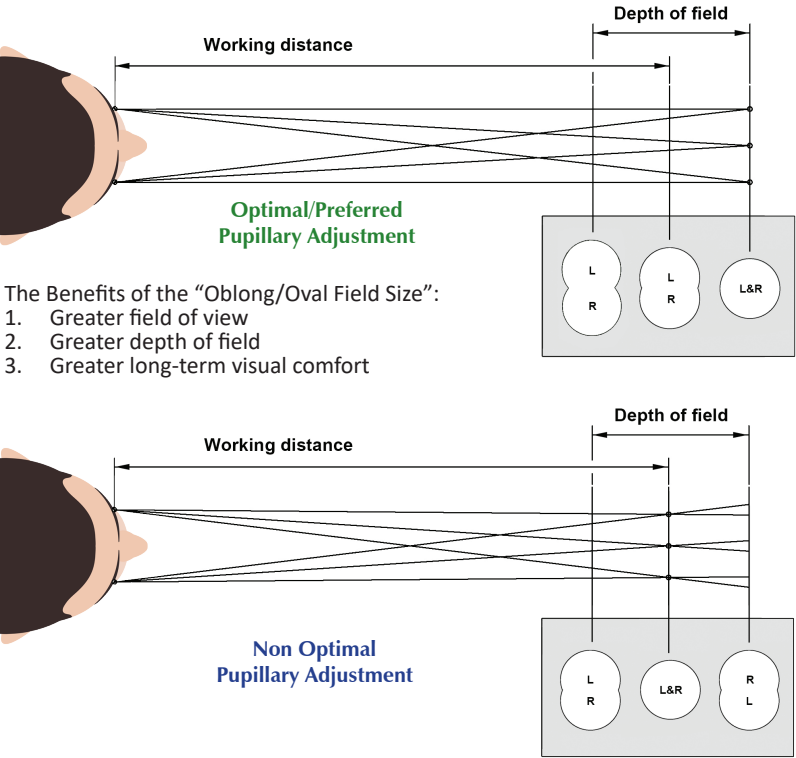 Depth of field
Working distance
Optimal/Preferred
Pupillary Adjustment
L
R
L
R
L&R
The Benefits of the “Oblong/Oval Field Size”:
1. Greater field of view
2. Greater depth of field
3. Greater long-term visual comfort
Depth of field
Working distance
Non Optimal
Pupillary Adjustment
L
R
L&R
R
L